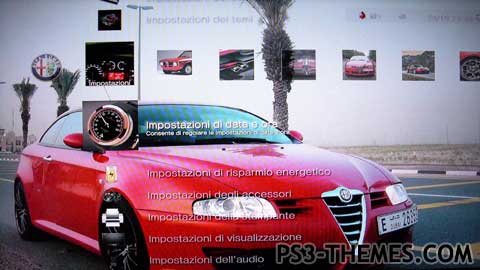 Impostazioni dei temi
Impostazioni
Impostazioni di data e ora
Consente di regolare le impostazioni di data e ora.
Impostazioni di risparmio energetico
Impostazioni degli accessori
Impostazioni della stampante
Impostazioni di visualizzazione
Impostazioni dell'audio
PS3-THEMES.COM